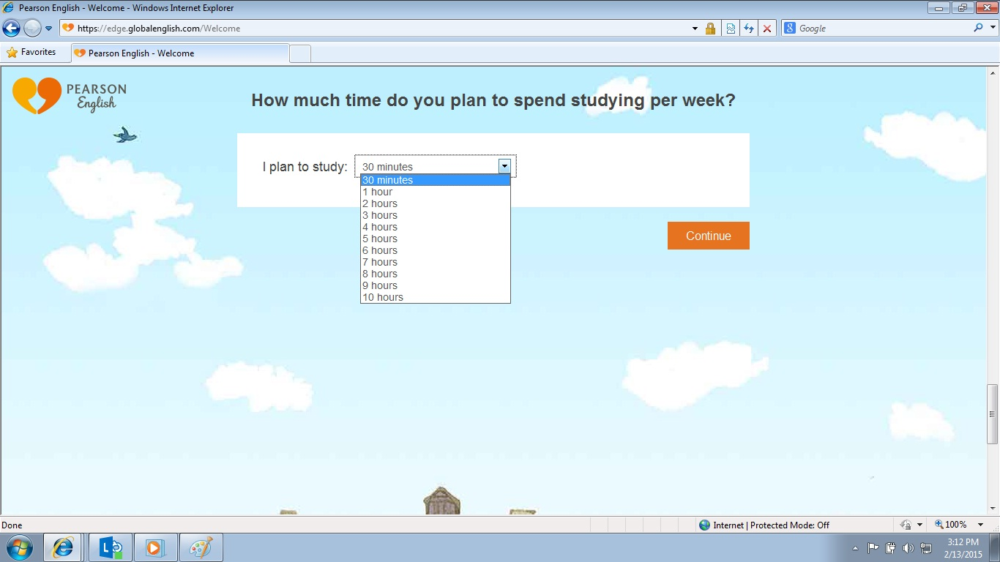 Pearson English - Welcome - Windows Internet Explorer
https://edge.globalenglish.com/Welcome
Google
Favorites
Pearson English - Welcome
PEARSON
English
How much time do you plan to spend studying per week?
I plan to study:
30 minutes
30 minutes
1 hour
2 hours
3 hours
4 hours
5 hours
6 hours
7 hours
8 hours
9 hours
10 hours
Continue
Done
Internet | Protected Mode: Off
100%
3:12 PM
2/13/2015